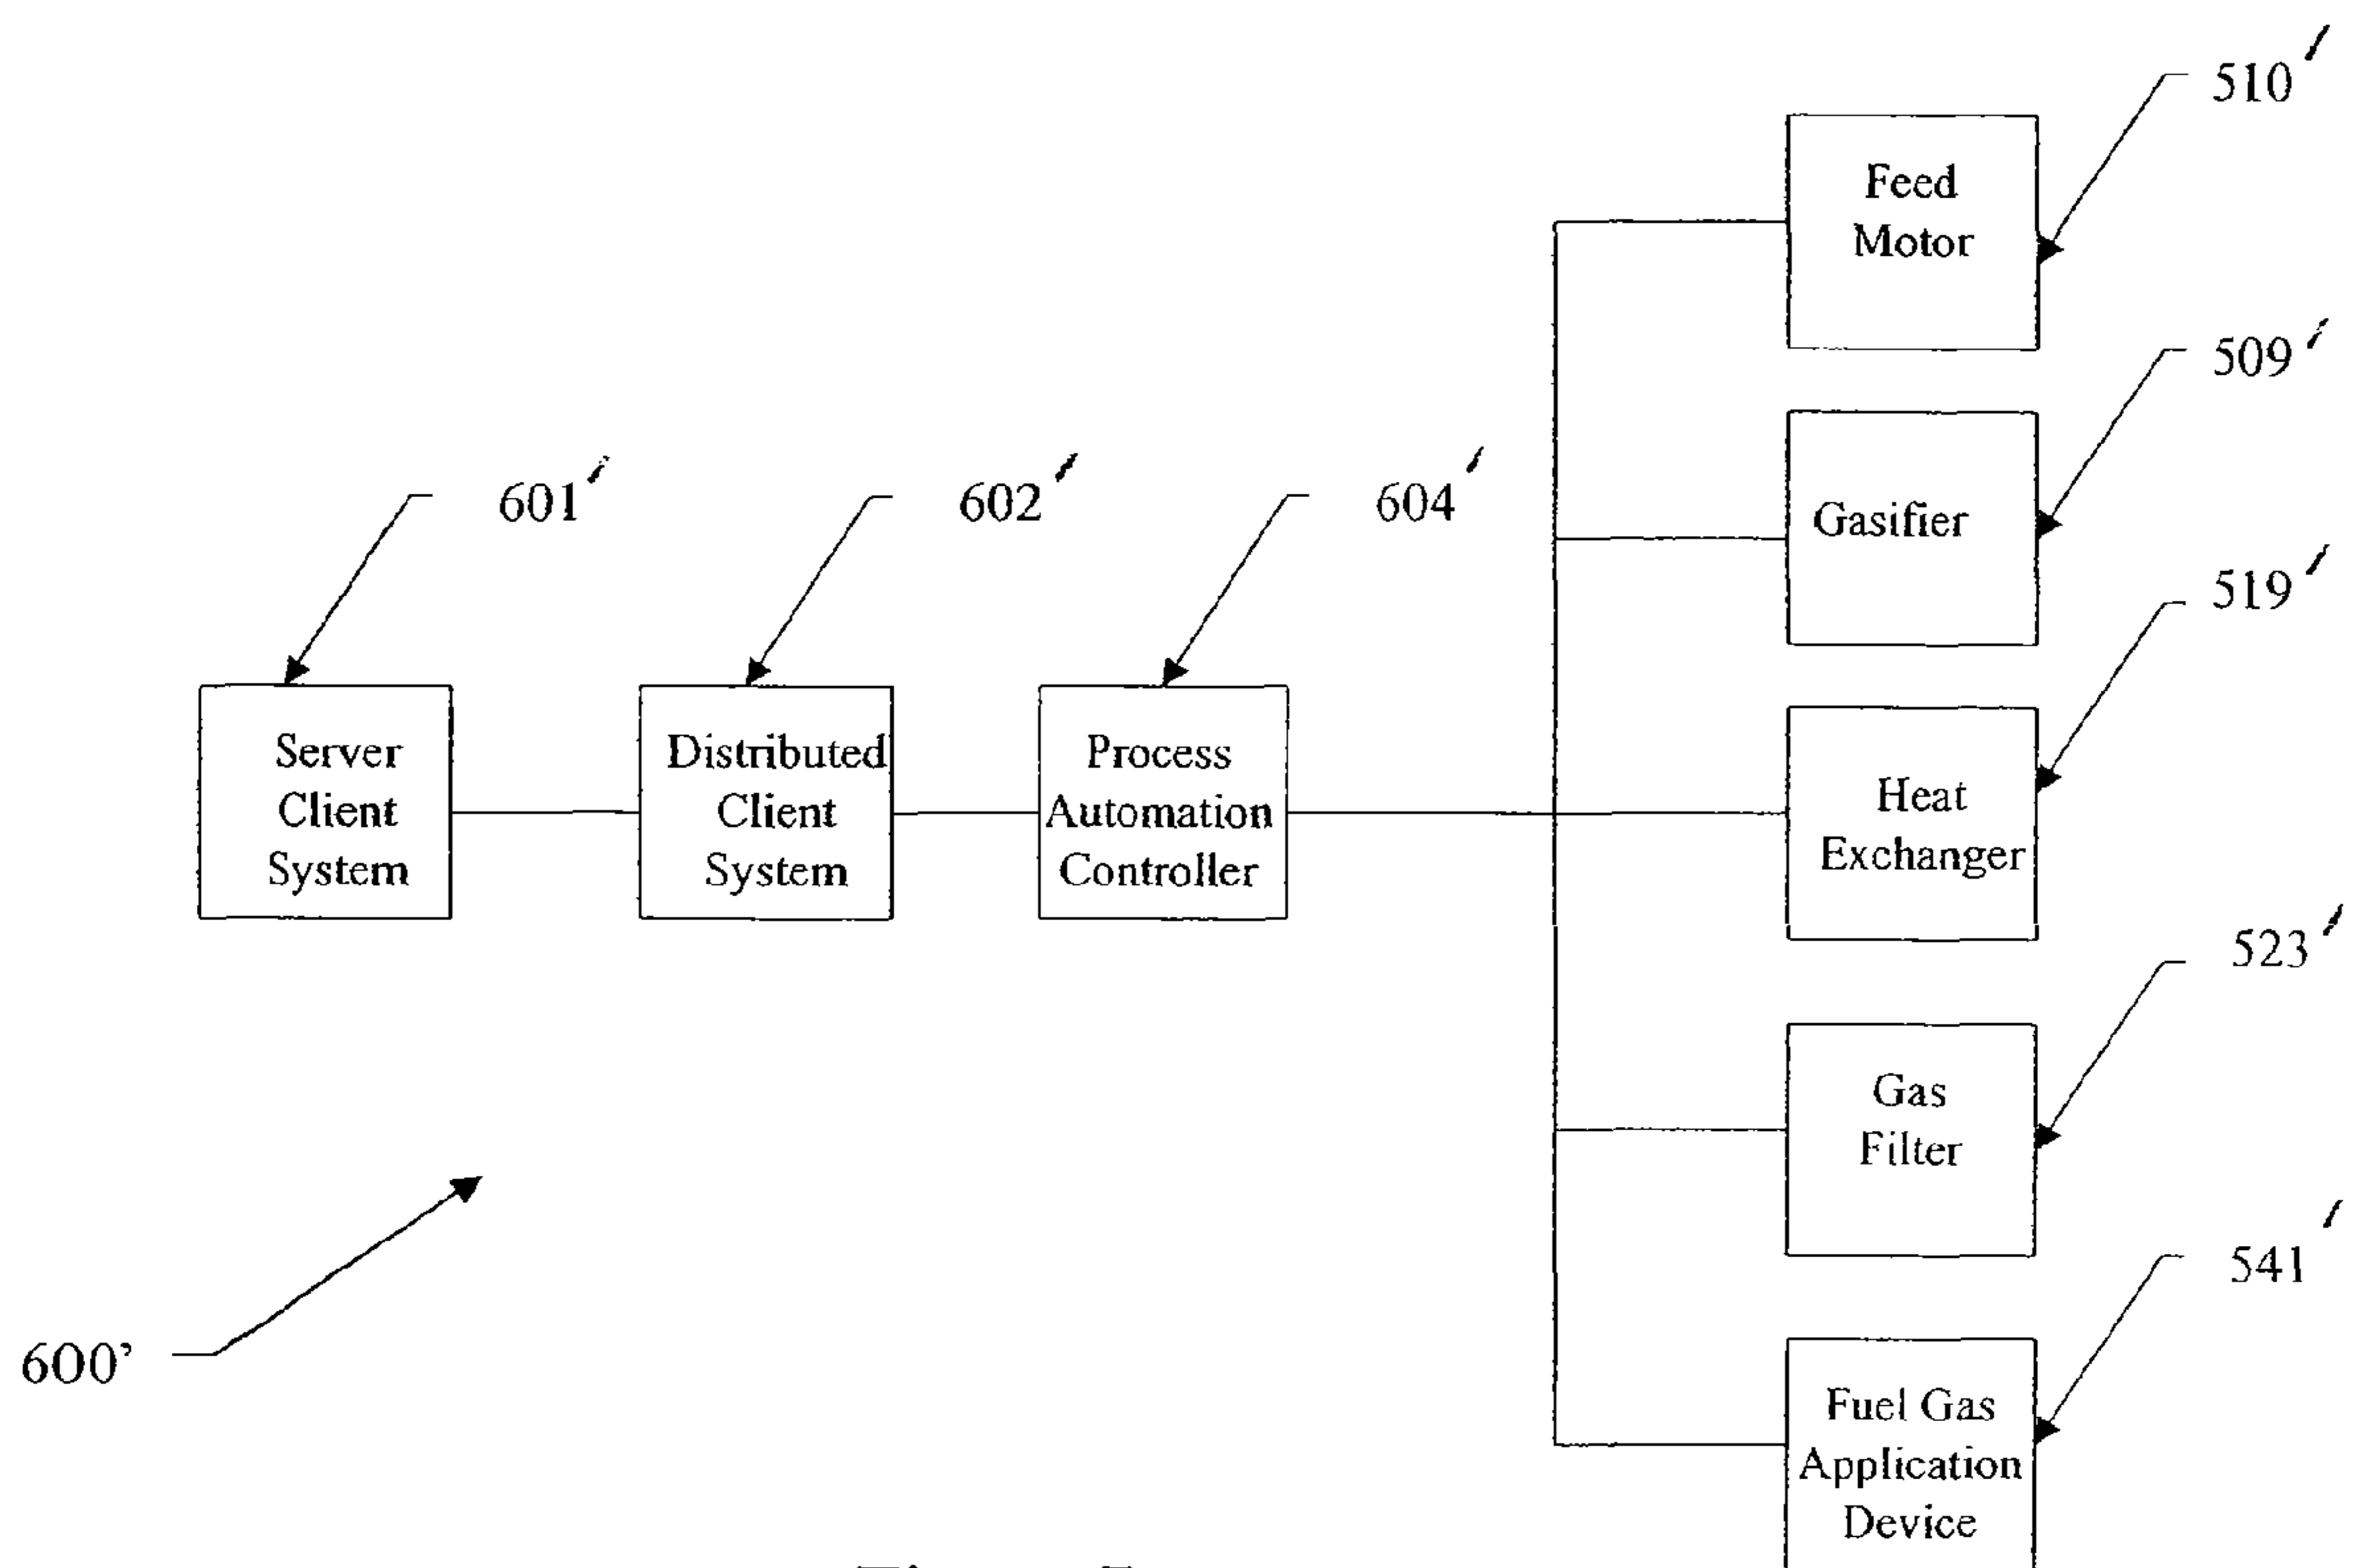 510′
Feed
Motor
509′
Gasifier
519′
601′
602′
604′
Server
Client
System
Distributed
Client
System
Process
Automation
Controller
Heat
Exchanger
523′
Gas
Filter
541′
600’
Fuel Gas
Application
Device